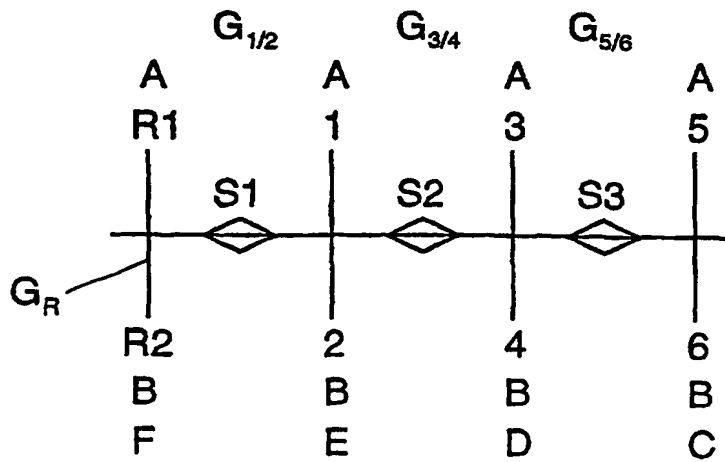 G1/2 G3/4 G5/6
A A A A
R1 1 3 5
S1 S2 S3
GR
R2 2 4 6
B B B B
F E D C